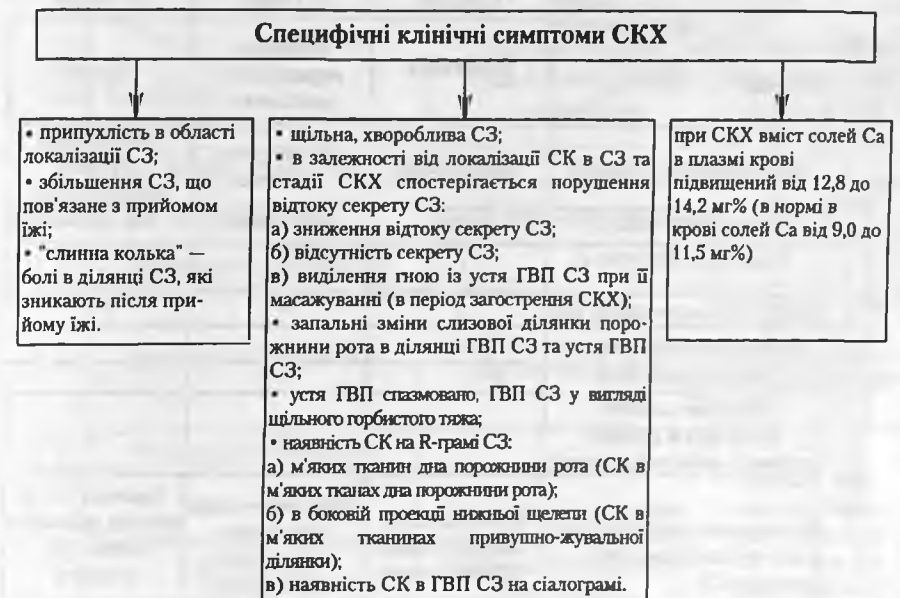 Специфічні клінічні симптоми СКХ
• припухлість в області
локалізації СЗ;
• збільшення СЗ, що
пов'язане з прийомом
їжі;
• "слинна колька" —
болі в ділянці СЗ, які
зникають після при-
йому їжі.
• щільна, хвороблива СЗ;
• в залежності від локалізації СК в СЗ та
стадії СКХ спостерігається порушення
відтоку секрету СЗ:
а) зниження відтоку секрету СЗ;
б) відсутність секрету СЗ;
в) виділення гною із устя ГВП СЗ при її
масажуванні (в період загострення СКХ);
• запальні зміни слизової ділянки поро-
жнини рота в ділянці ГВП СЗ та устя ГВП
СЗ;
• устя ГВП спазмовано, ГВП СЗ у вигляді
щільного горбистого тяжа;
• наявність СК на R-грамі СЗ:
а) м'яких тканин дна порожнини рота (СК в
м'яких тканах дна порожнини рота);
б) в боковій проекції нижньої щелепи (СК в
м'яких тканинах привушно-жувальної
ділянки);
в) наявність СК в ГВП СЗ на сіалограмі.
при СКХ вміст солей Са
в плазмі крові
підвищений від 12,8 до
14,2 мг% (в нормі в
крові солей Са від 9,0 до
11,5 мг%)